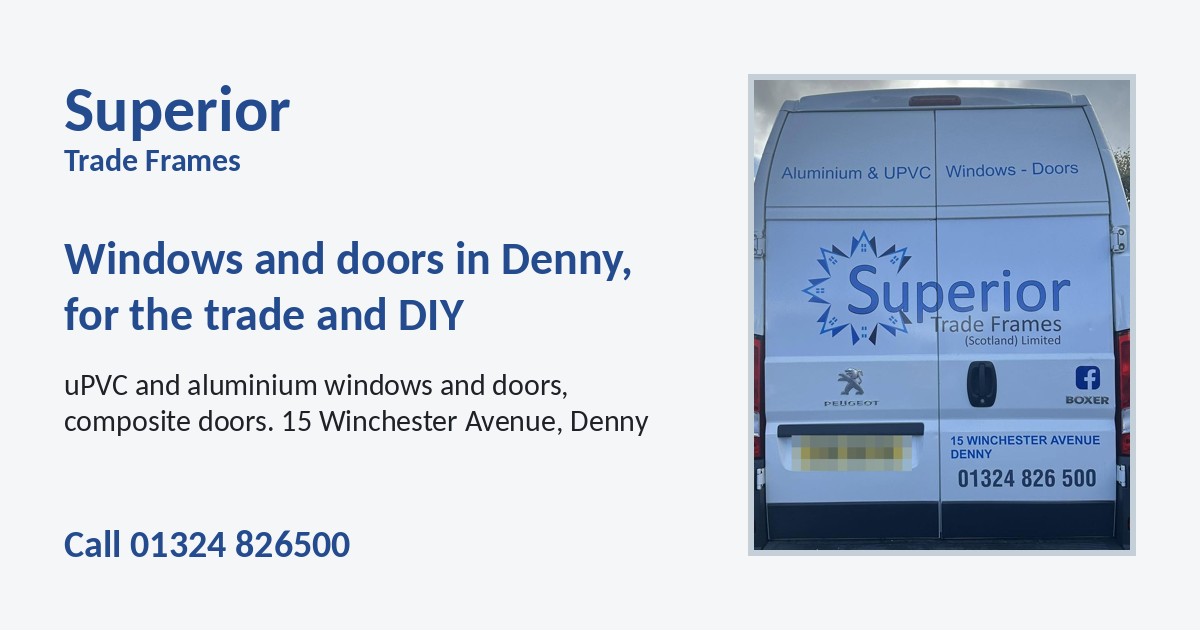 Superior
Trade Frames
Windows and doors in Denny,
for the trade and DIY
uPVC and aluminium windows and doors,
composite doors. 15 Winchester Avenue, Denny
Call 01324 826500
Aluminium & UPVC Windows - Doors
Superior
Trade Frames
(Scotland) Limited
PEUGEOT
BOXER
15 WINCHESTER AVENUE
DENNY
01324 826 500